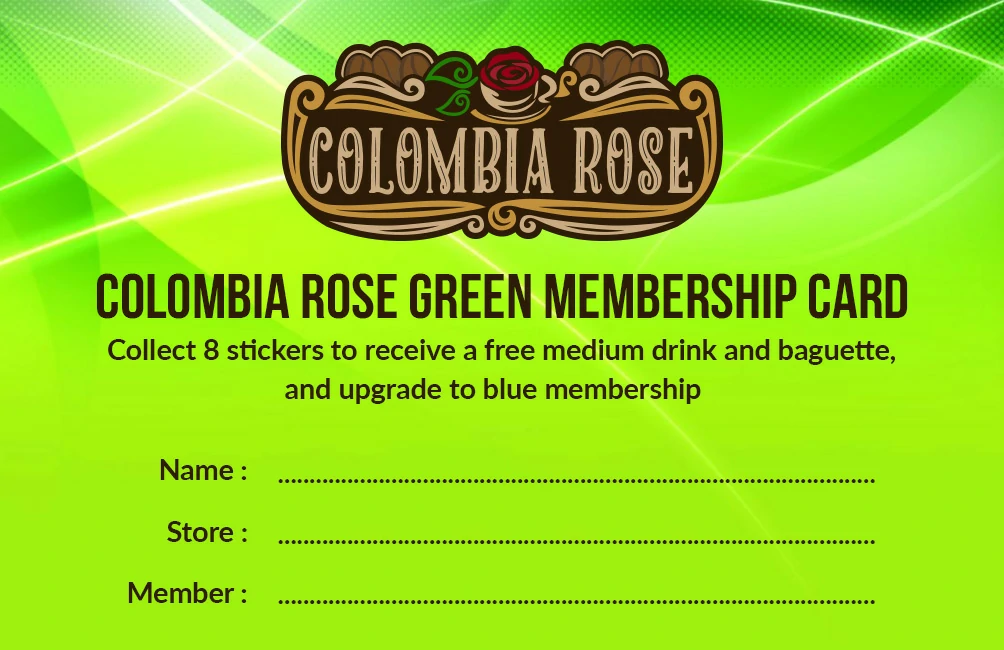 COLOMBIA ROSE
COLOMBIA ROSE GREEN MEMBERSHIP CARD
Collect 8 stickers to receive a free medium drink and baguette,
and upgrade to blue membership
Name : ....................................................................................................
Store : ....................................................................................................
Member : ....................................................................................................